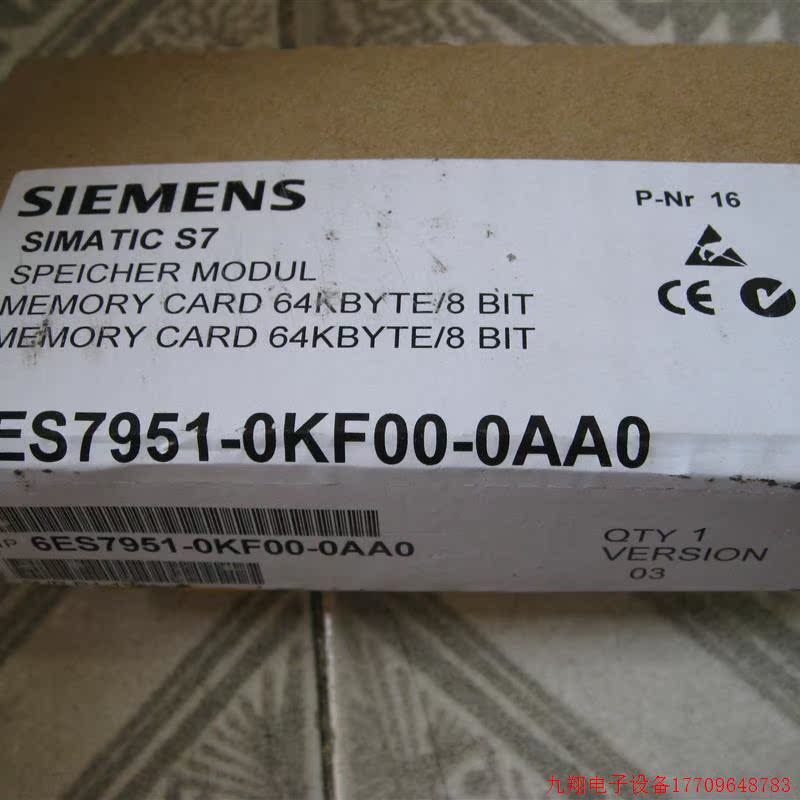 SIEMENS
P-Nr 16
SIMATIC S7
SPEICHER MODUL
MEMORY CARD 64KBYTE/8 BIT
MEMORY CARD 64KBYTE/8 BIT
CE
ES7951-0KF00-0AA0
QTY 1
1P 6ES7951-0KF00-0AA0
VERSION
03
九翔电子设备17709648783